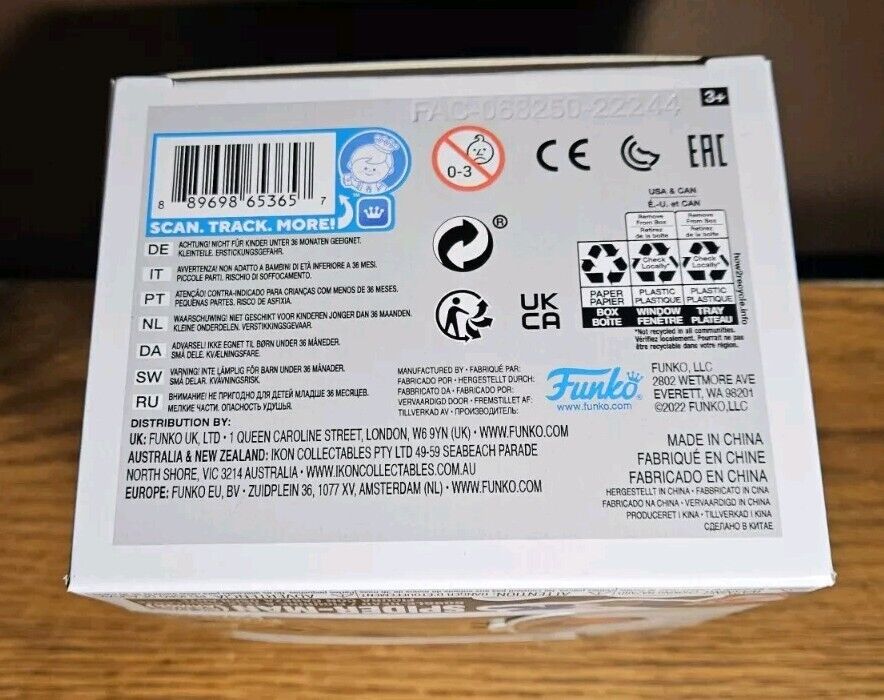 FAC-068250-22244
3+
8 89698 65365 7
SCAN. TRACK. MORE!
™
0-3
CE
EAC
®
UK
CA
USA & CAN
É.-U. et CAN
Remove From Box
Retirez de la boîte
Remove From Box
Retirez de la boîte
Check Locally*
Check Locally*
PAPER PAPIER
PLASTIC PLASTIQUE
PLASTIC PLASTIQUE
BOX BOÎTE
WINDOW FENÊTRE
TRAY PLATEAU
how2recycle.info
*Not recycled in all communities.
Vérifiez localement. Pourrait ne pas
être recyclable dans votre région.
DE ACHTUNG! NICHT FÜR KINDER UNTER 36 MONATEN GEEIGNET.
KLEINTEILE. ERSTICKUNGSGEFAHR.
IT AVVERTENZA! NON ADATTO A BAMBINI DI ETÀ INFERIORE A 36 MESI.
PICCOLE PARTI. RISCHIO DI SOFFOCAMENTO.
PT ATENÇÃO! CONTRA-INDICADO PARA CRIANÇAS COM MENOS DE 36 MESES.
PEQUENAS PARTES. RISCO DE ASFIXIA.
NL WAARSCHUWING! NIET GESCHIKT VOOR KINDEREN JONGER DAN 36 MAANDEN.
KLEINE ONDERDELEN. VERSTIKKINGSGEVAAR.
DA ADVARSEL! IKKE EGNET TIL BØRN UNDER 36 MÅNEDER.
SMÅ DELE. KVÆLNINGSFARE.
SW VARNING! INTE LÄMPLIG FÖR BARN UNDER 36 MÅNADER.
SMÅ DELAR. KVÄVNINGSRISK.
RU ВНИМАНИЕ! НЕ ПРИГОДНО ДЛЯ ДЕТЕЙ МЛАДШЕ 36 МЕСЯЦЕВ.
МЕЛКИЕ ЧАСТИ. ОПАСНОСТЬ УДУШЬЯ.
MANUFACTURED BY • FABRIQUÉ PAR:
FABRICADO POR • HERGESTELLT DURCH:
FABBRICATO DA • FABRICADO POR:
VERVAARDIGD DOOR • FREMSTILLET AF:
TILLVERKAD AV • ПРОИЗВОДИТЕЛЬ:
Funko
www.funko.com
FUNKO, LLC
2802 WETMORE AVE
EVERETT, WA 98201
©2022 FUNKO,LLC
DISTRIBUTION BY:
UK: FUNKO UK, LTD • 1 QUEEN CAROLINE STREET, LONDON, W6 9YN (UK) • WWW.FUNKO.COM
AUSTRALIA & NEW ZEALAND: IKON COLLECTABLES PTY LTD 49-59 SEABEACH PARADE
NORTH SHORE, VIC 3214 AUSTRALIA • WWW.IKONCOLLECTABLES.COM.AU
EUROPE: FUNKO EU, BV • ZUIDPLEIN 36, 1077 XV, AMSTERDAM (NL) • WWW.FUNKO.COM
MADE IN CHINA
FABRIQUÉ EN CHINE
FABRICADO EN CHINA
HERGESTELLT IN CHINA • FABBRICATO IN CINA
FABRICADO NA CHINA • VERVAARDIGD IN CHINA
PRODUCERET I KINA • TILLVERKAD I KINA
СДЕЛАНО В КИТАЕ